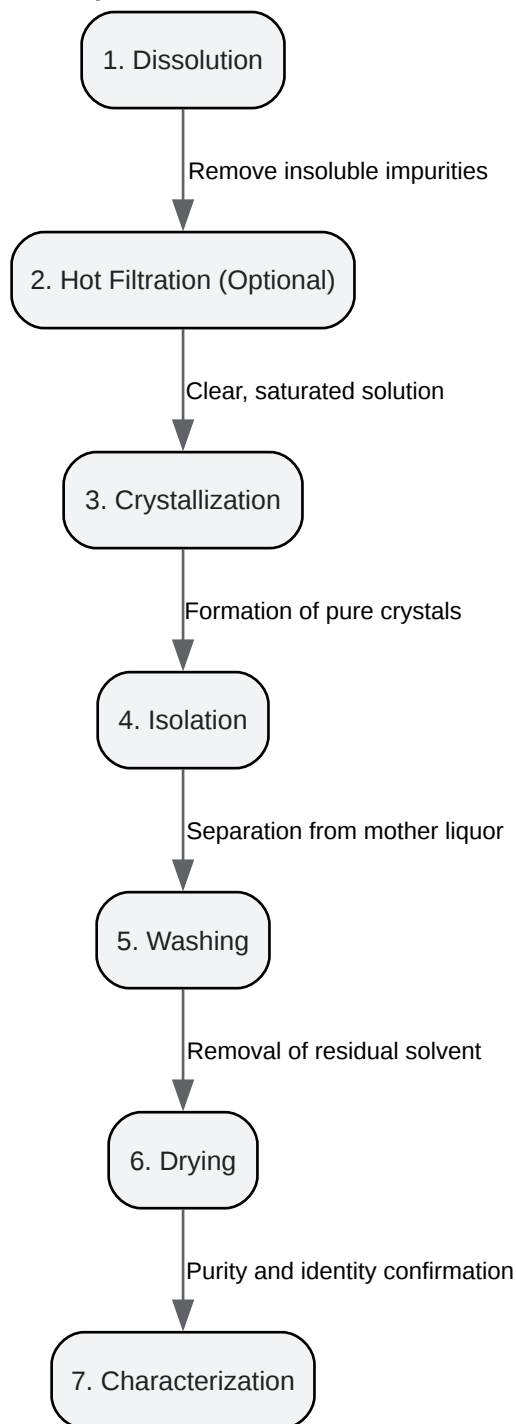 1. Dissolution
Remove insoluble impurities
2. Hot Filtration (Optional)
Clear, saturated solution
3. Crystallization
Formation of pure crystals
4. Isolation
Separation from mother liquor
5. Washing
Removal of residual solvent
6. Drying
Purity and identity confirmation
7. Characterization